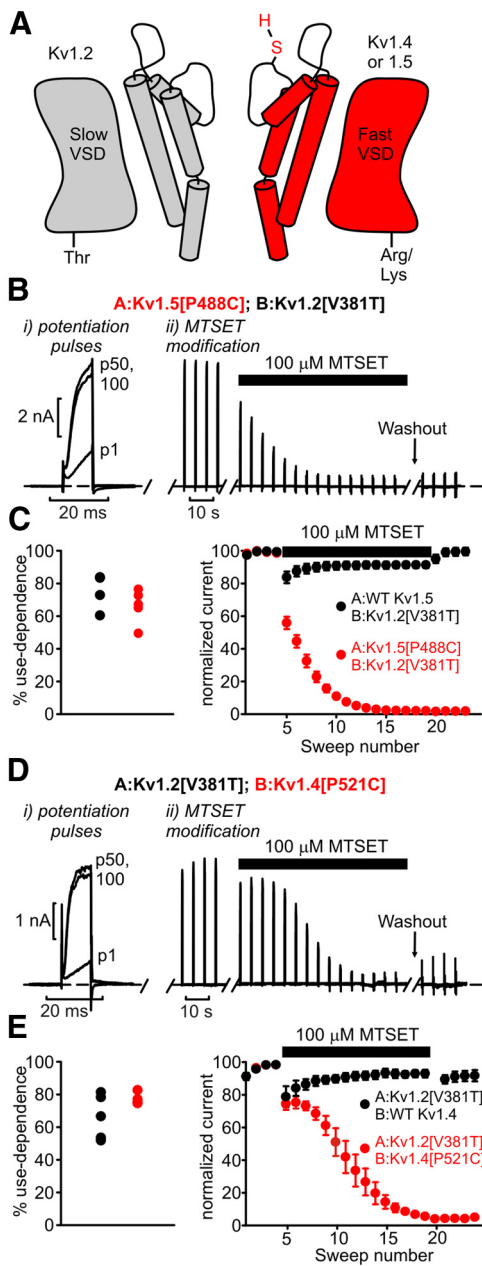 A
Kv1.2
H
S
Kv1.4
or 1.5
Slow
VSD
Fast
VSD
Thr
Arg/
Lys
B
A:Kv1.5[P488C]; B:Kv1.2[V381T]
i) potentiation
pulses
ii) MTSET
modification
p50,
100
p1
2 nA
20 ms
10 s
100 μM MTSET
Washout
C
% use-dependence
100
80
60
40
20
0
normalized current
100
80
60
40
20
0
100 μM MTSET
A:WT Kv1.5
B:Kv1.2[V381T]
A:Kv1.5[P488C]
B:Kv1.2[V381T]
5
10
15
20
Sweep number
D
A:Kv1.2[V381T]; B:Kv1.4[P521C]
i) potentiation
pulses
ii) MTSET
modification
p50,
100
p1
1 nA
20 ms
10 s
100 μM MTSET
Washout
E
% use-dependence
100
80
60
40
20
0
normalized current
100
80
60
40
20
0
100 μM MTSET
A:Kv1.2[V381T]
B:WT Kv1.4
A:Kv1.2[V381T]
B:Kv1.4[P521C]
5
10
15
20
Sweep number